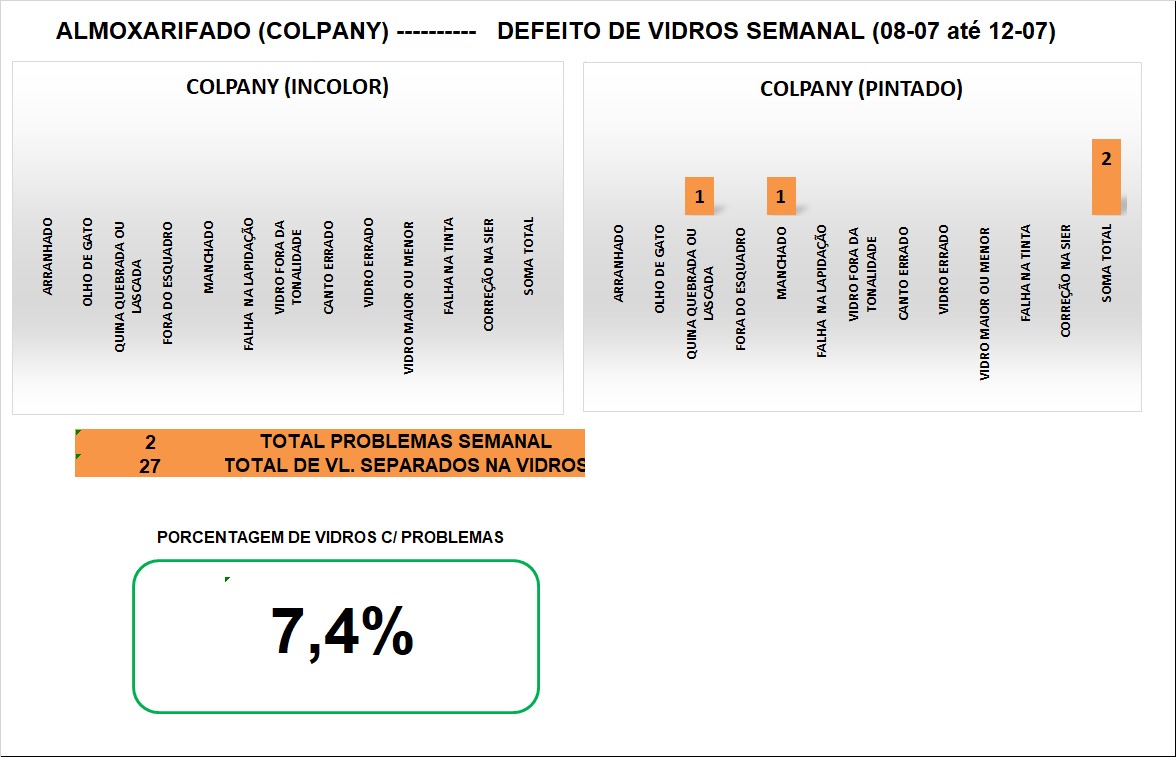 ALMOXARIFADO (COLPANY) ---------- DEFEITO DE VIDROS SEMANAL (08-07 até 12-07)
COLPANY (INCOLOR)
ARRANHADO
OLHO DE GATO
QUINA QUEBRADA OU
LASCADA
FORA DO ESQUADRO
MANCHADO
FALHA NA LAPIDAÇÃO
VIDRO FORA DA
TONALIDADE
CANTO ERRADO
VIDRO ERRADO
VIDRO MAIOR OU MENOR
FALHA NA TINTA
CORREÇÃO NA SIER
SOMA TOTAL
COLPANY (PINTADO)
1
1
2
ARRANHADO
OLHO DE GATO
QUINA QUEBRADA OU
LASCADA
FORA DO ESQUADRO
MANCHADO
FALHA NA LAPIDAÇÃO
VIDRO FORA DA
TONALIDADE
CANTO ERRADO
VIDRO ERRADO
VIDRO MAIOR OU MENOR
FALHA NA TINTA
CORREÇÃO NA SIER
SOMA TOTAL
2 TOTAL PROBLEMAS SEMANAL
27 TOTAL DE VL. SEPARADOS NA VIDROS
PORCENTAGEM DE VIDROS C/ PROBLEMAS
7,4%